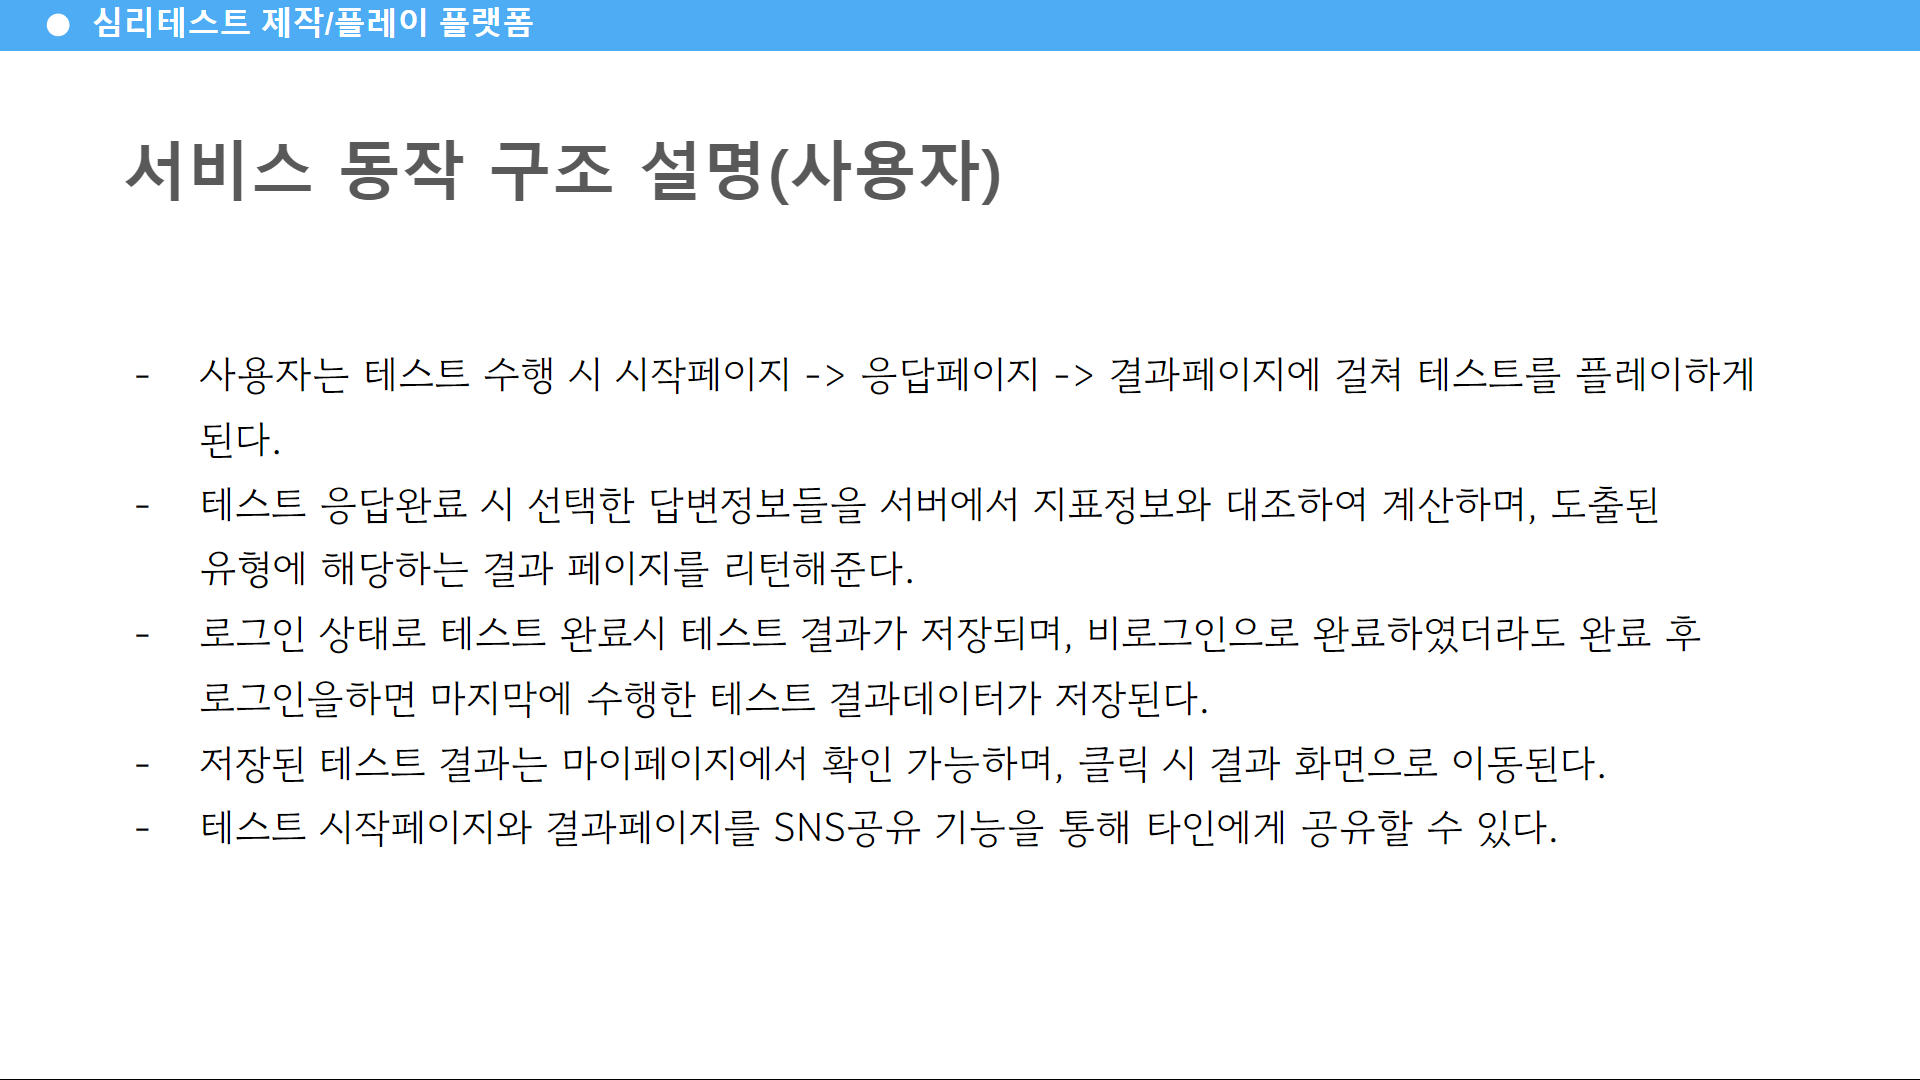 ● 심리테스트 제작/플레이 플랫폼
서비스 동작 구조 설명(사용자)
- 사용자는 테스트 수행 시 시작페이지 -> 응답페이지 -> 결과페이지에 걸쳐 테스트를 플레이하게
된다.
- 테스트 응답완료 시 선택한 답변정보들을 서버에서 지표정보와 대조하여 계산하며, 도출된
유형에 해당하는 결과 페이지를 리턴해준다.
- 로그인 상태로 테스트 완료시 테스트 결과가 저장되며, 비로그인으로 완료하였더라도 완료 후
로그인을하면 마지막에 수행한 테스트 결과데이터가 저장된다.
- 저장된 테스트 결과는 마이페이지에서 확인 가능하며, 클릭 시 결과 화면으로 이동된다.
- 테스트 시작페이지와 결과페이지를 SNS공유 기능을 통해 타인에게 공유할 수 있다.